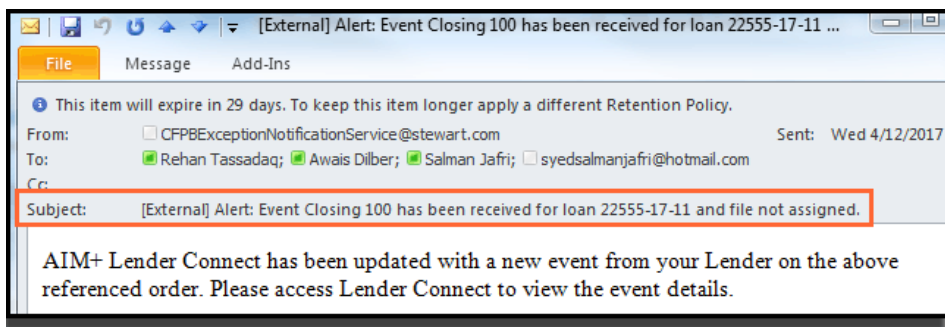 [External] Alert: Event Closing 100 has been received for loan 22555-17-11 ...
File Message Add-Ins
This item will expire in 29 days. To keep this item longer apply a different Retention Policy.
From: CFPBExceptionNotificationService@stewart.com Sent: Wed 4/12/2017
To: Rehan Tassadaq; Awais Dilber; Salman Jafri; syedsalmanjafri@hotmail.com
Cc:
Subject: [External] Alert: Event Closing 100 has been received for loan 22555-17-11 and file not assigned.
AIM+ Lender Connect has been updated with a new event from your Lender on the above
referenced order. Please access Lender Connect to view the event details.